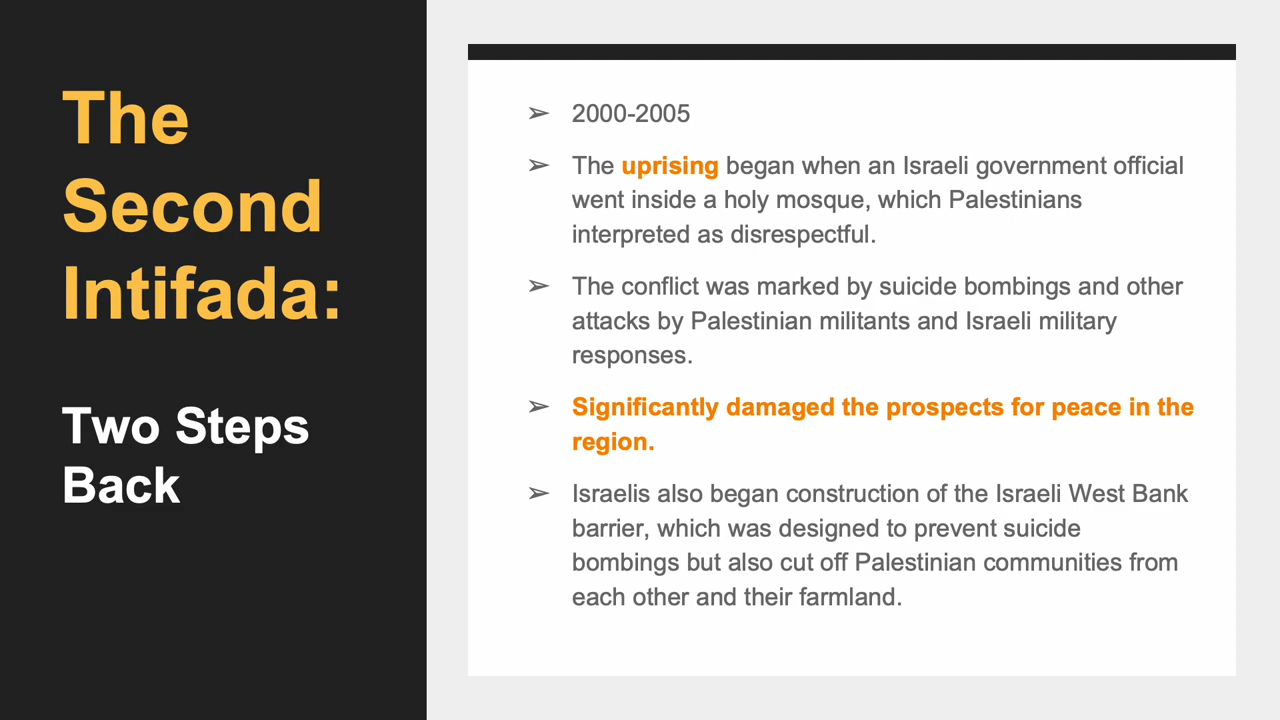 The
Second
Intifada:
Two Steps
Back
➢ 2000-2005
➢ The uprising began when an Israeli government official
went inside a holy mosque, which Palestinians
interpreted as disrespectful.
➢ The conflict was marked by suicide bombings and other
attacks by Palestinian militants and Israeli military
responses.
➢ Significantly damaged the prospects for peace in the
region.
➢ Israelis also began construction of the Israeli West Bank
barrier, which was designed to prevent suicide
bombings but also cut off Palestinian communities from
each other and their farmland.